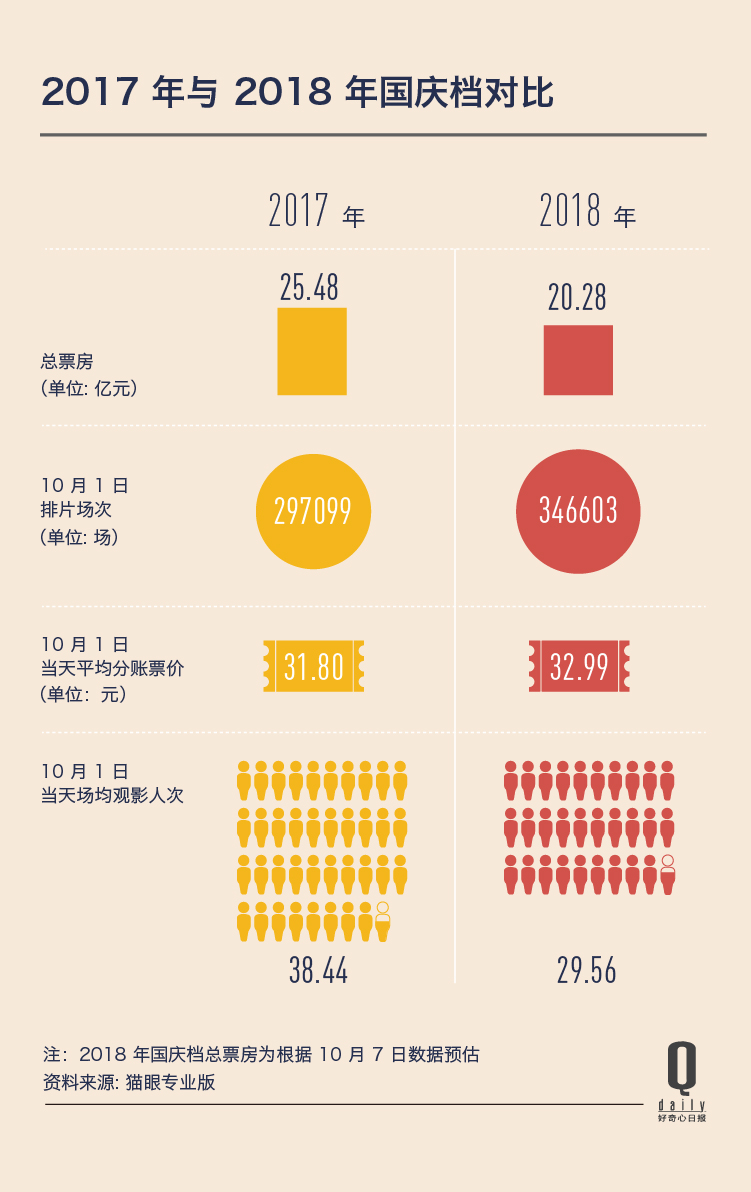 2017 年与 2018 年国庆档对比
2017 年
2018 年
25.48
20.28
总票房
(单位: 亿元)
10 月 1 日
排片场次
(单位: 场)
297099
346603
10 月 1 日
当天平均分账票价
(单位：元)
31.80
32.99
10 月 1 日
当天场均观影人次
38.44
29.56
注：2018 年国庆档总票房为根据 10 月 7 日数据预估
资料来源: 猫眼专业版
Q
daily
好奇心日报